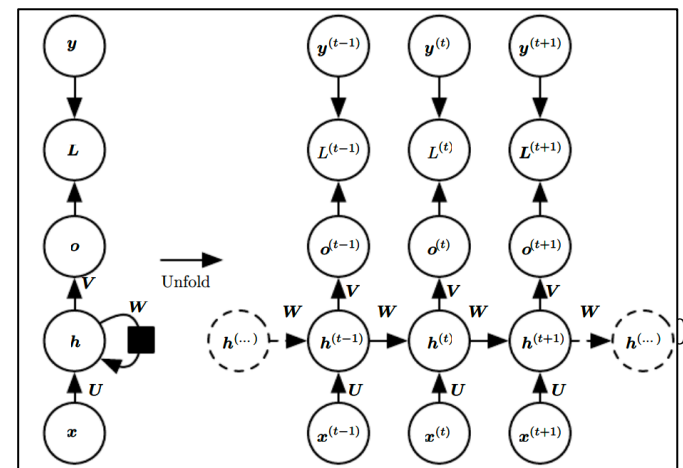 y y^(t−1) y^(t) y^(t+1)
L L^(t−1) L^(t) L^(t+1)
o o^(t−1) o^(t) o^(t+1)
Unfold
V V V V
W W W W W
h h^(...) h^(t−1) h^(t) h^(t+1) h^(...)
U U U U
x x^(t−1) x^(t) x^(t+1)